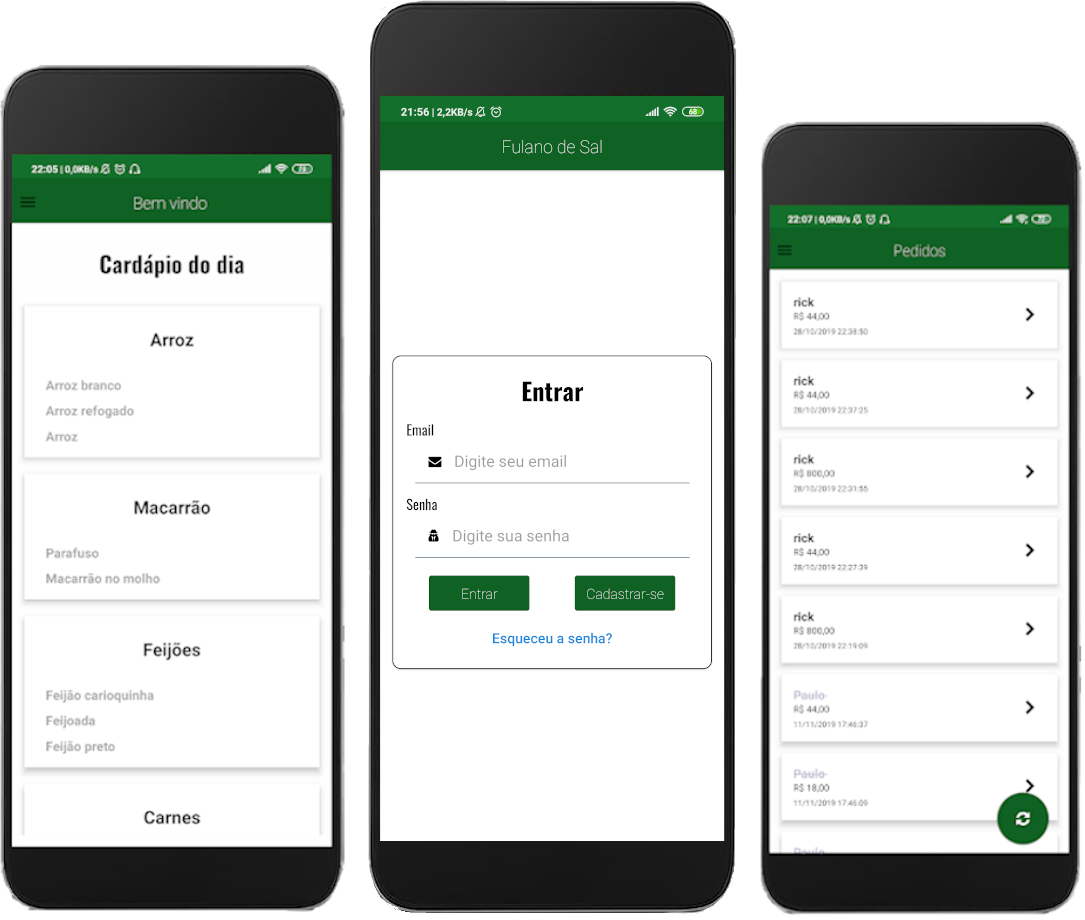 22:05 | 0,0KB/s
73
Bem vindo
Cardápio do dia
Arroz
Arroz branco
Arroz refogado
Arroz
Macarrão
Parafuso
Macarrão no molho
Feijões
Feijão carioquinha
Feijoada
Feijão preto
Carnes
21:56 | 2,2KB/s
68
Fulano de Sal
Entrar
Email
Digite seu email
Senha
Digite sua senha
Entrar
Cadastrar-se
Esqueceu a senha?
22:07 | 0,0KB/s
Pedidos
rick
R$ 44,00
28/10/2019 22:38:50
rick
R$ 44,00
28/10/2019 22:37:25
rick
R$ 800,00
28/10/2019 22:31:55
rick
R$ 44,00
28/10/2019 22:27:39
rick
R$ 800,00
28/10/2019 22:19:09
Paulo
R$ 44,00
11/11/2019 17:46:37
Paulo
R$ 18,00
11/11/2019 17:46:09
Paulo